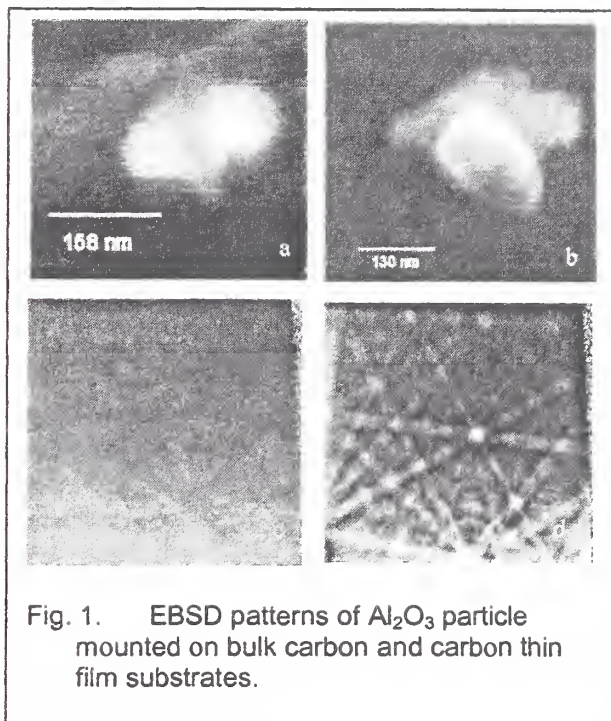 158 nm
a
130 nm
b
d
Fig. 1. EBSD patterns of Al₂O₃ particle
mounted on bulk carbon and carbon thin
film substrates.